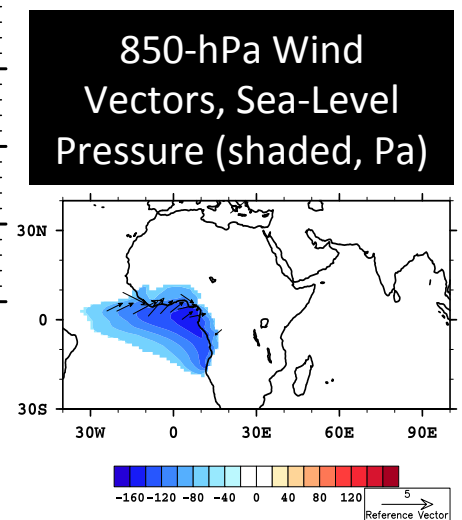 850-hPa Wind
Vectors, Sea-Level
Pressure (shaded, Pa)
30N
0
30S
30W 0 30E 60E 90E
-160 -120 -80 -40 0 40 80 120
5
Reference Vector